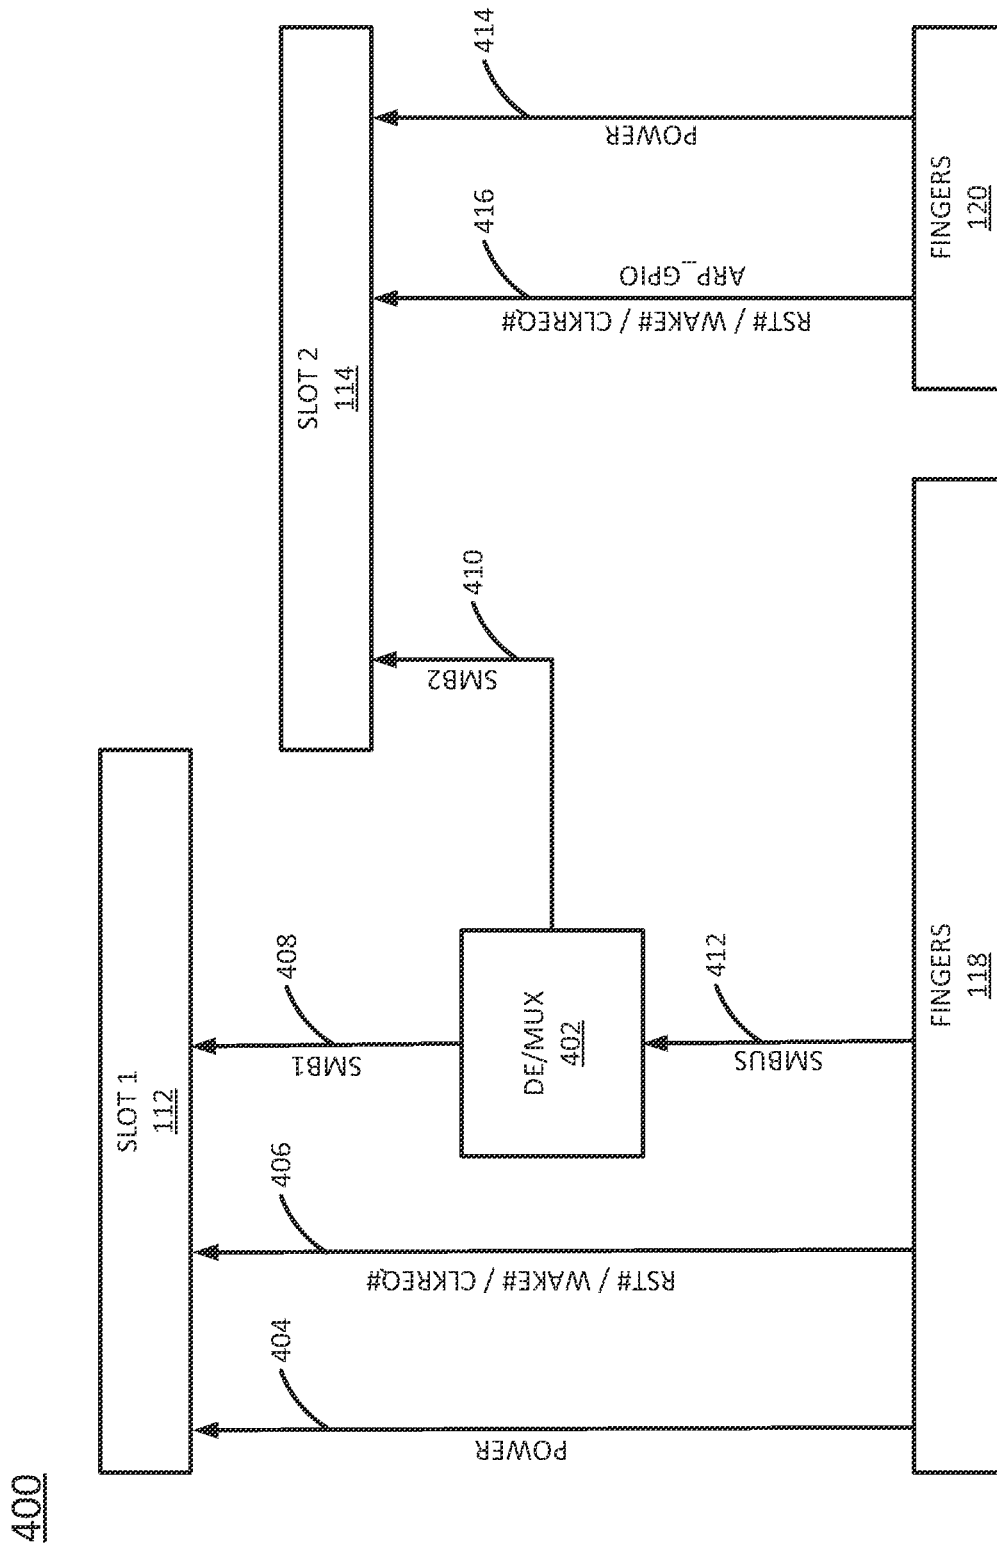 400
SLOT 1
112
SLOT 2
114
404
406
408
410
416
414
POWER
RST# / WAKE# / CLKREQ#
SMB1
SMB2
RST# / WAKE# / CLKREQ#
ARP_GPIO
POWER
DE/MUX
402
412
SMBUS
FINGERS
118
FINGERS
120